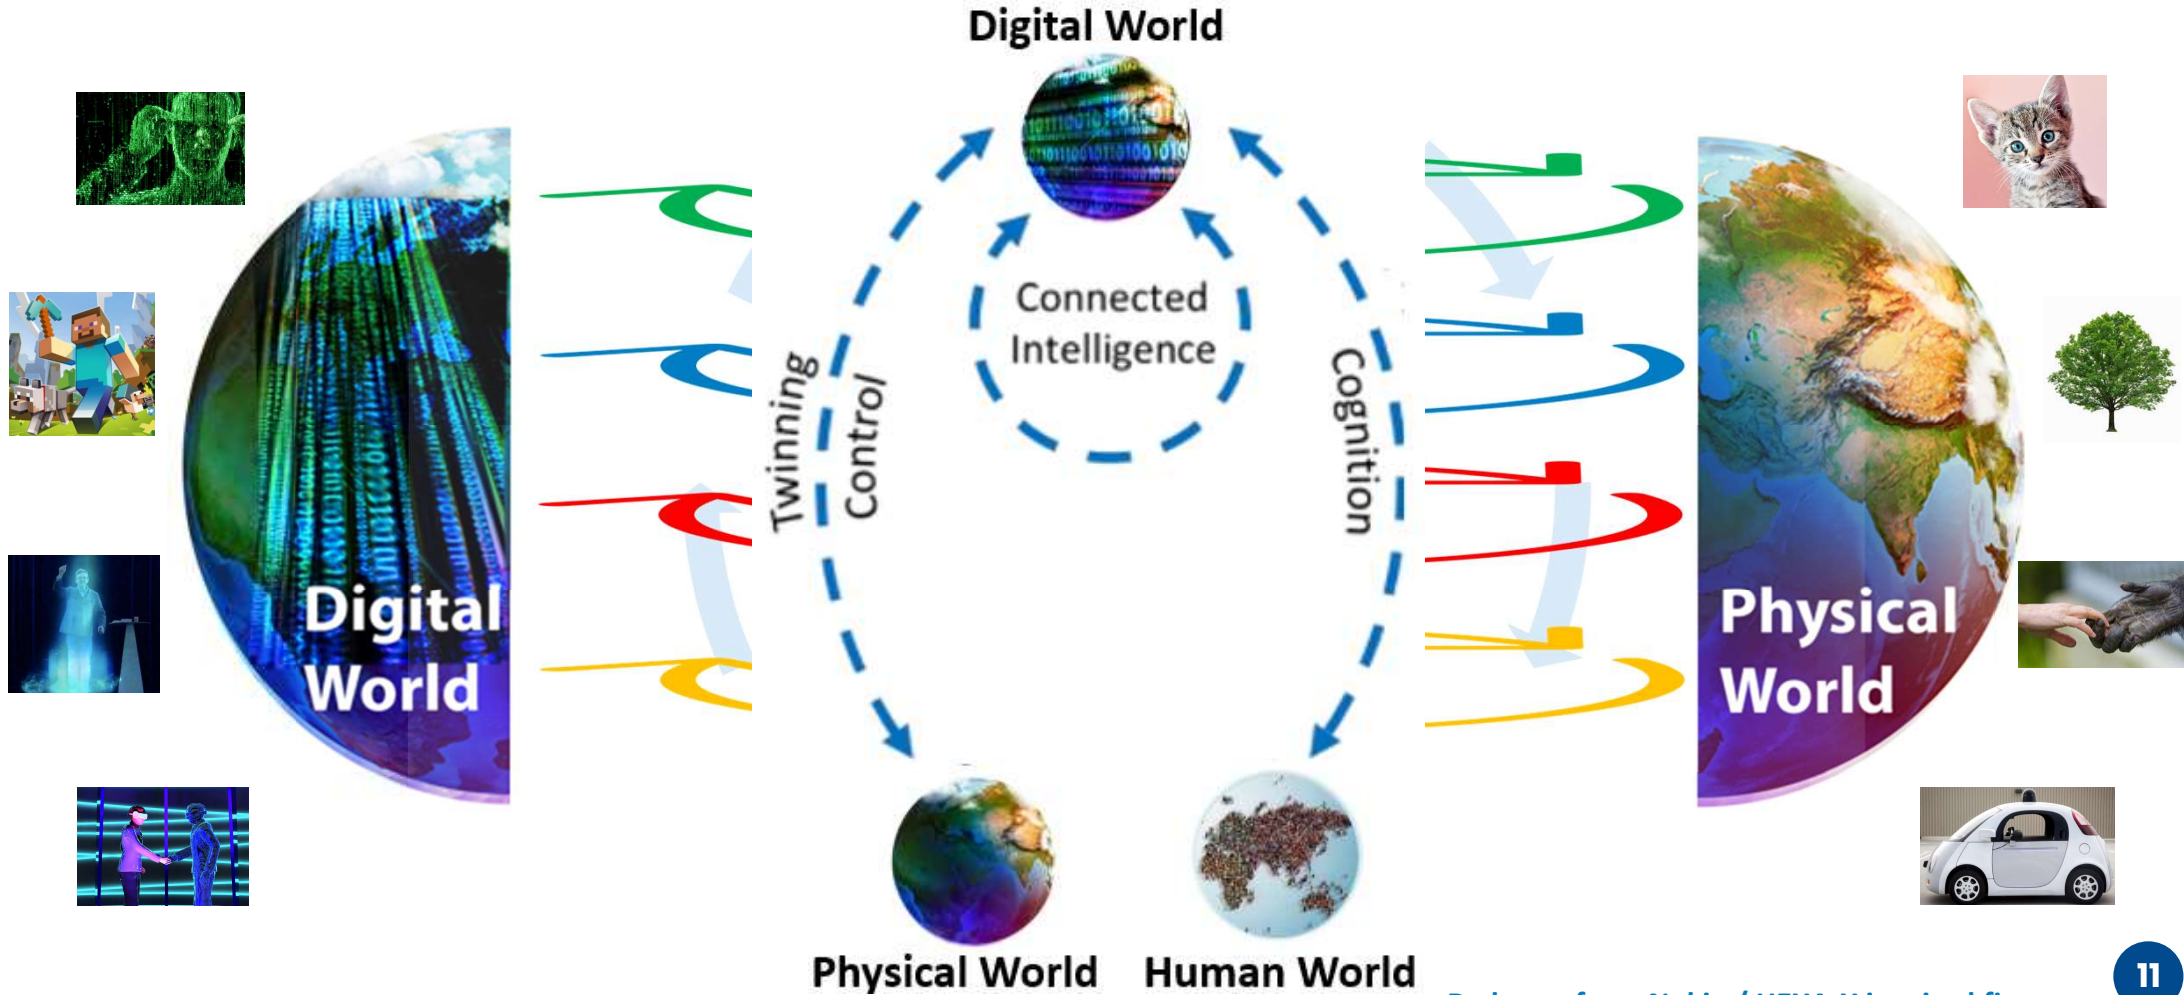 Digital World
Connected
Intelligence
Twinning
Control
Cognition
Digital
World
Physical
World
Physical World
Human World
11